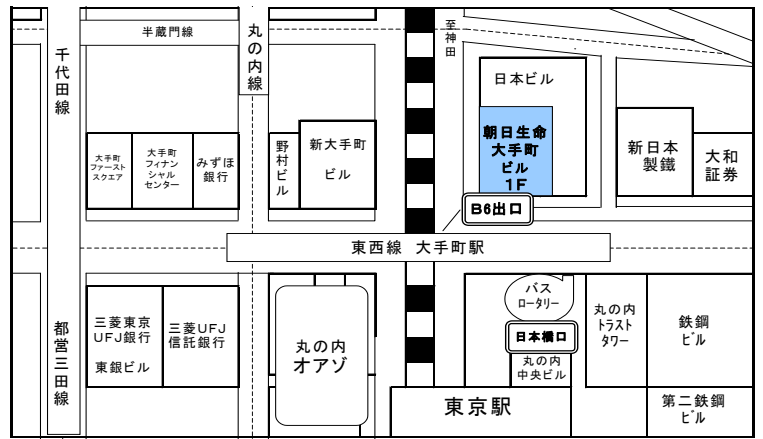 半蔵門線
丸の内線
至神田
千代田線
日本ビル
朝日生命
大手町
ビル
1F
大手町
ファースト
スクエア
大手町
フィナン
シャル
センター
みずほ
銀行
野村ビル
新大手町
ビル
新日本
製鐵
大和
証券
B6出口
東西線 大手町駅
都営三田線
三菱東京
UFJ銀行
東銀ビル
三菱UFJ
信託銀行
丸の内
オアゾ
バス
ロータリー
日本橋口
丸の内
中央ビル
丸の内
トラスト
タワー
鉄鋼
ビル
東京駅
第二鉄鋼
ビル